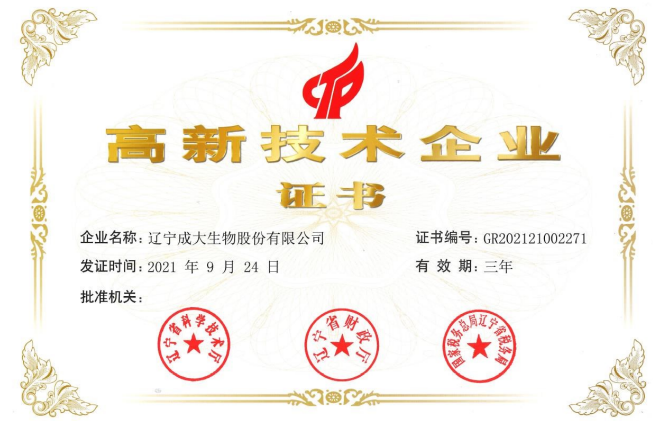 高新技术企业
证书
企业名称：辽宁成大生物股份有限公司
证书编号：GR202121002271
发证时间：2021 年 9 月 24 日
有 效 期：三年
批准机关：
辽宁省科学技术厅
辽宁省财政厅
国家税务总局辽宁省税务局